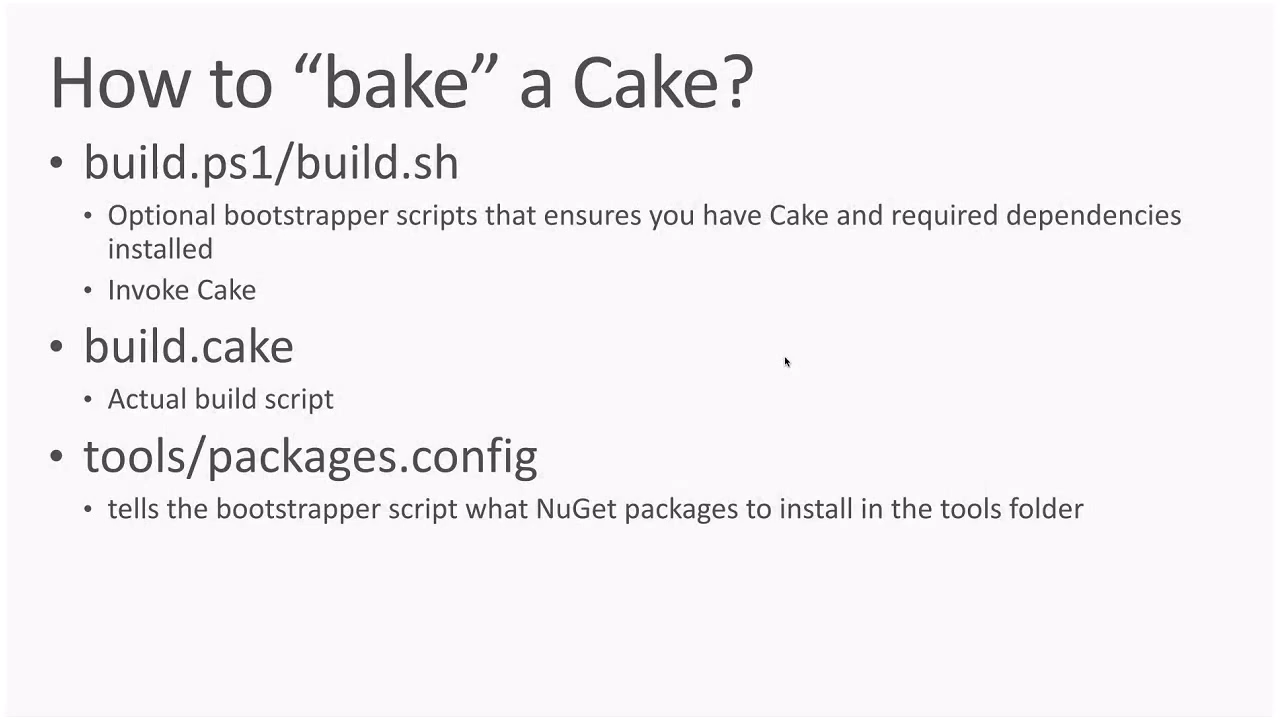 How to “bake” a Cake?
• build.ps1/build.sh
• Optional bootstrapper scripts that ensures you have Cake and required dependencies
installed
• Invoke Cake
• build.cake
• Actual build script
• tools/packages.config
• tells the bootstrapper script what NuGet packages to install in the tools folder